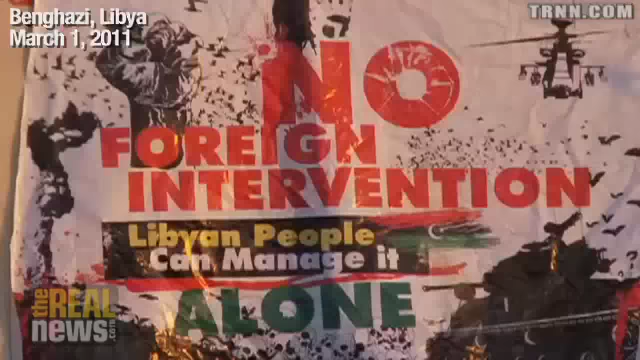 Benghazi, Libya
March 1, 2011
TRNN.COM
NO
FOREIGN
INTERVENTION
Libyan People
Can Manage it
ALONE
the
REAL
news.com